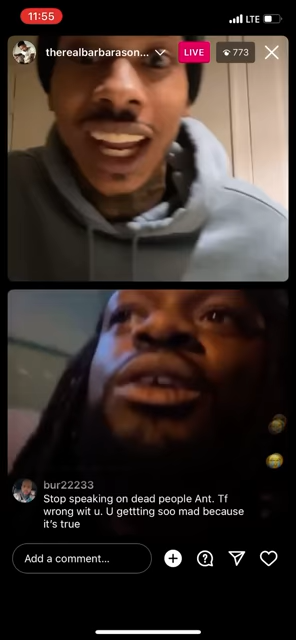 11:55
LTE
therealbarbarason...
LIVE
773
bur22233
Stop speaking on dead people Ant. Tf
wrong wit u. U gettting soo mad because
it's true
Add a comment...